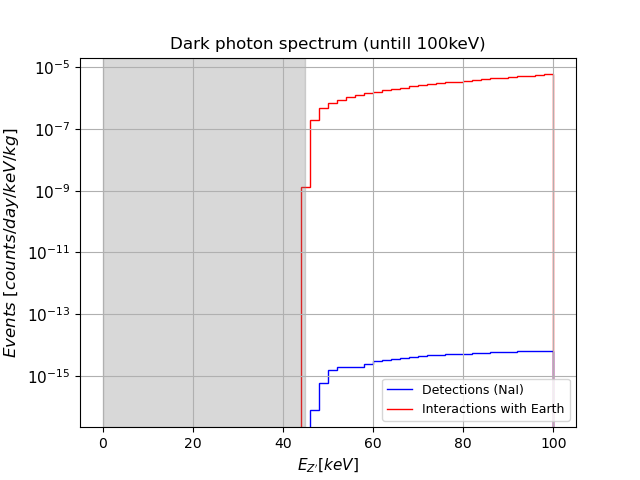 Dark photon spectrum (untill 100keV)
Events [counts/day/keV/kg]
10⁻⁵
10⁻⁷
10⁻⁹
10⁻¹¹
10⁻¹³
10⁻¹⁵
Detections (NaI)
Interactions with Earth
0 20 40 60 80 100
E_{Z'}[keV]